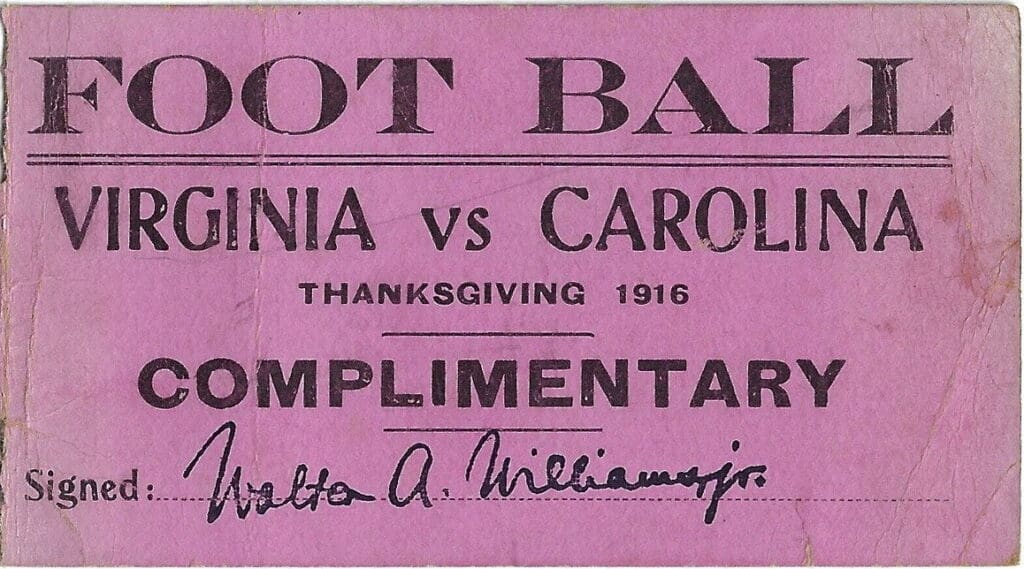 FOOT BALL
VIRGINIA vs CAROLINA
THANKSGIVING 1916
COMPLIMENTARY
Signed: Walter A. Williams, jr.